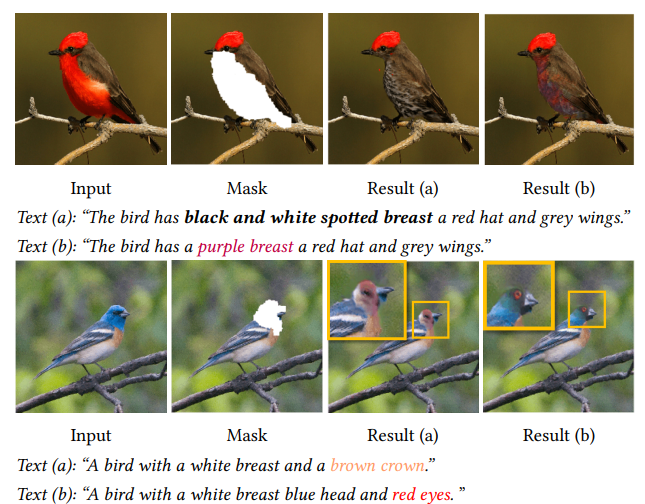 Input Mask Result (a) Result (b)
Text (a): “The bird has black and white spotted breast a red hat and grey wings.”
Text (b): “The bird has a purple breast a red hat and grey wings.”
Input Mask Result (a) Result (b)
Text (a): “A bird with a white breast and a brown crown.”
Text (b): “A bird with a white breast blue head and red eyes. ”